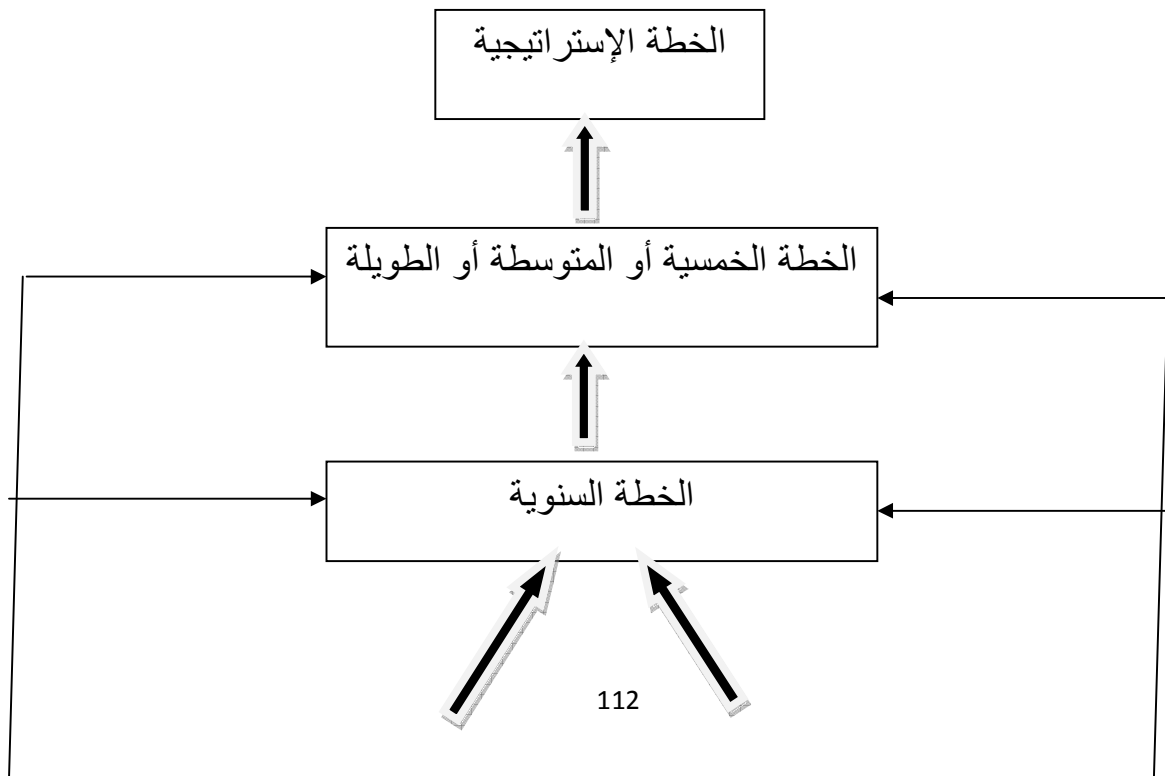 الخطة الإستراتيجية
الخطة الخمسية أو المتوسطة أو الطويلة
الخطة السنوية
112